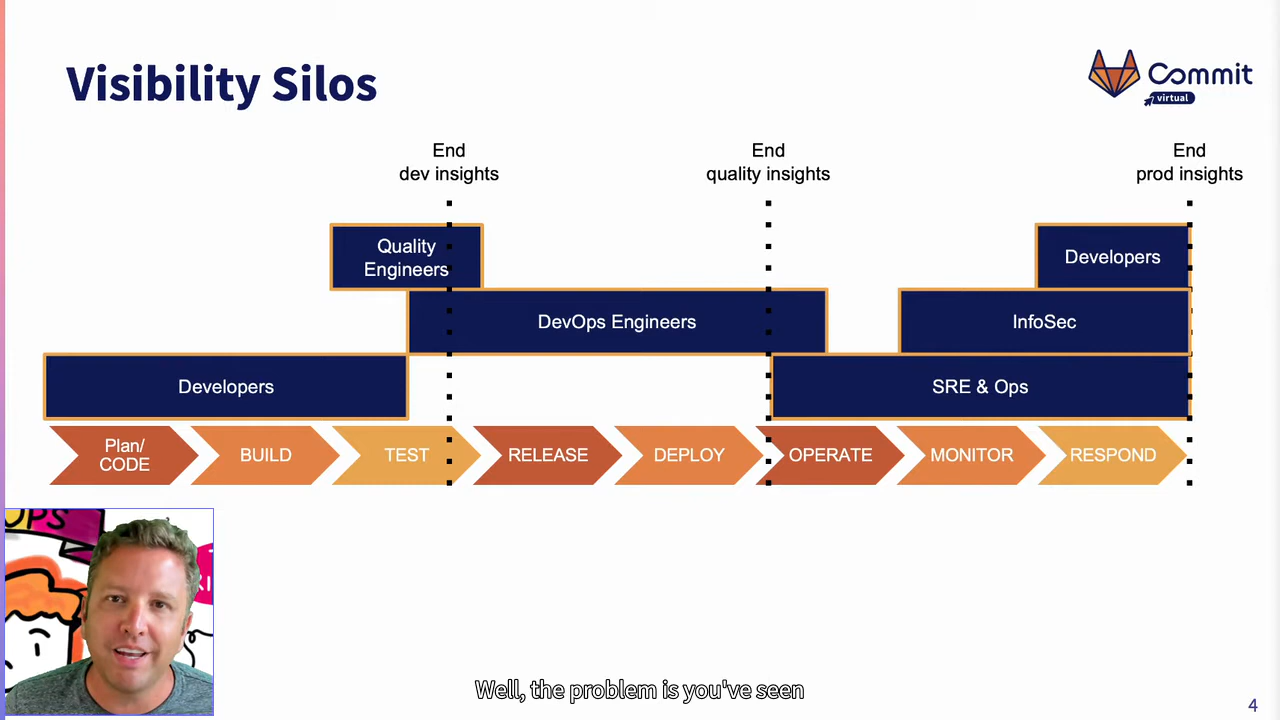 Visibility Silos
Commit
virtual
End
dev insights
End
quality insights
End
prod insights
Quality
Engineers
Developers
DevOps Engineers
InfoSec
Developers
SRE & Ops
Plan/
CODE
BUILD
TEST
RELEASE
DEPLOY
OPERATE
MONITOR
RESPOND
OPS
Well, the problem is you've seen
4